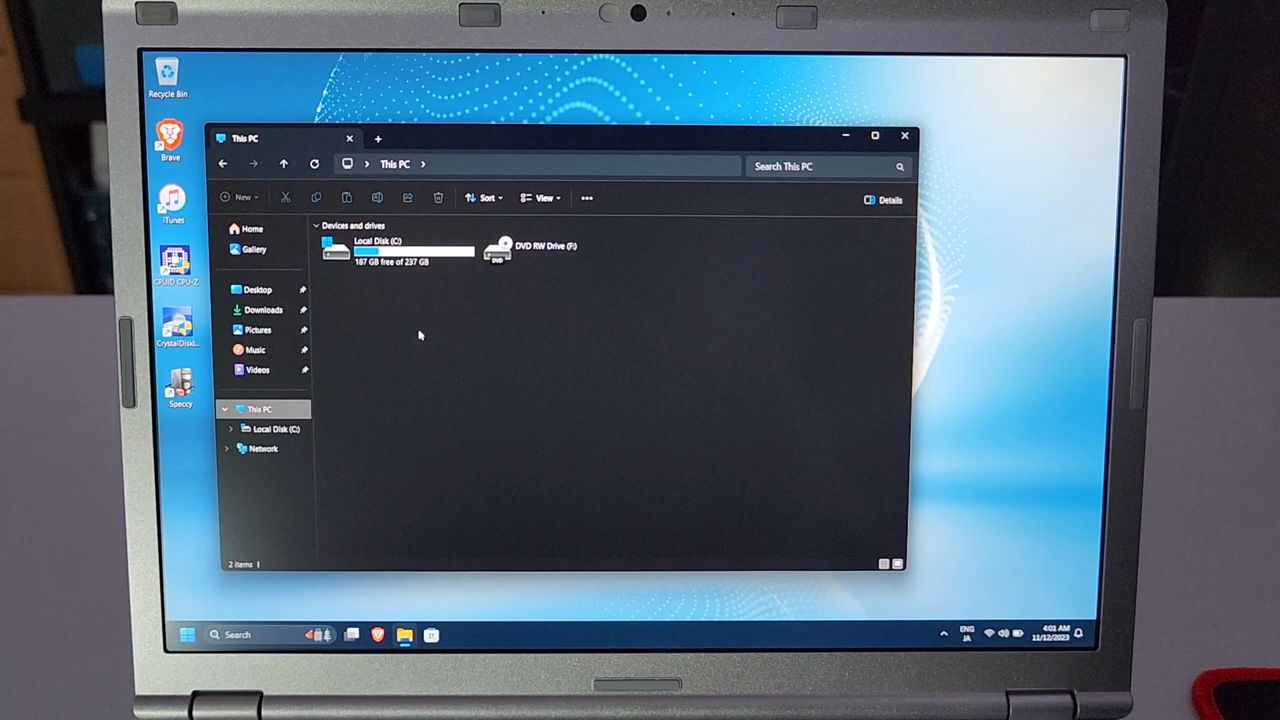 Recycle Bin
Brave
iTunes
CPUID CPU-Z
CrystalDiskI...
Speccy
This PC
This PC
Search This PC
New
Sort
View
Details
Home
Gallery
Desktop
Downloads
Pictures
Music
Videos
This PC
Local Disk (C:)
Network
Devices and drives
Local Disk (C:)
187 GB free of 237 GB
DVD
DVD RW Drive (F:)
2 items
Search
ENG
JA
4:01 AM
11/12/2023